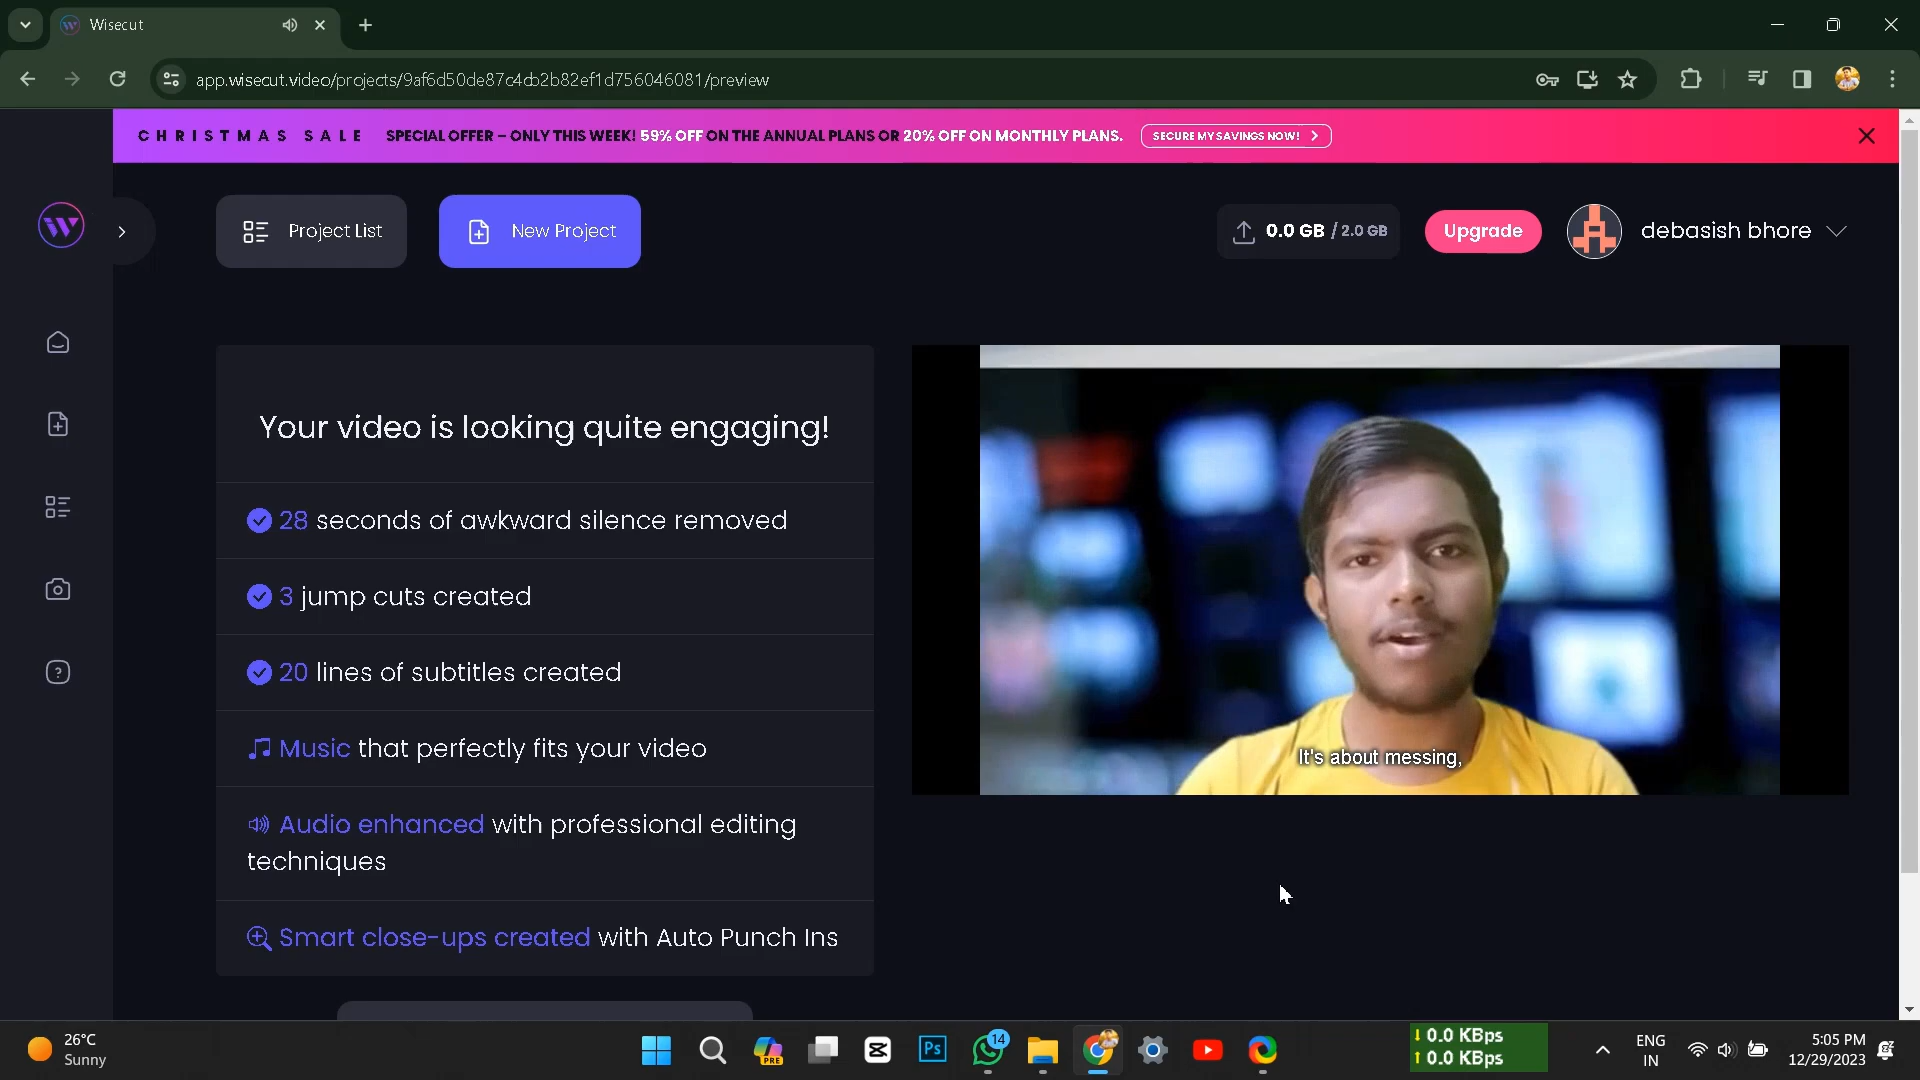 Wisecut
app.wisecut.video/projects/9af6d50de87c4cb2b82ef1d756046081/preview
CHRISTMAS SALE SPECIAL OFFER – ONLY THIS WEEK! 59% OFF ON THE ANNUAL PLANS OR 20% OFF ON MONTHLY PLANS. SECURE MY SAVINGS NOW!
Project List
New Project
0.0 GB / 2.0 GB
Upgrade
debasish bhore
Your video is looking quite engaging!
28 seconds of awkward silence removed
3 jump cuts created
20 lines of subtitles created
Music that perfectly fits your video
Audio enhanced with professional editing
techniques
Smart close-ups created with Auto Punch Ins
It's about messing,
26°C
Sunny
PRE
Ps
14
0.0 KBps
0.0 KBps
ENG
IN
5:05 PM
12/29/2023